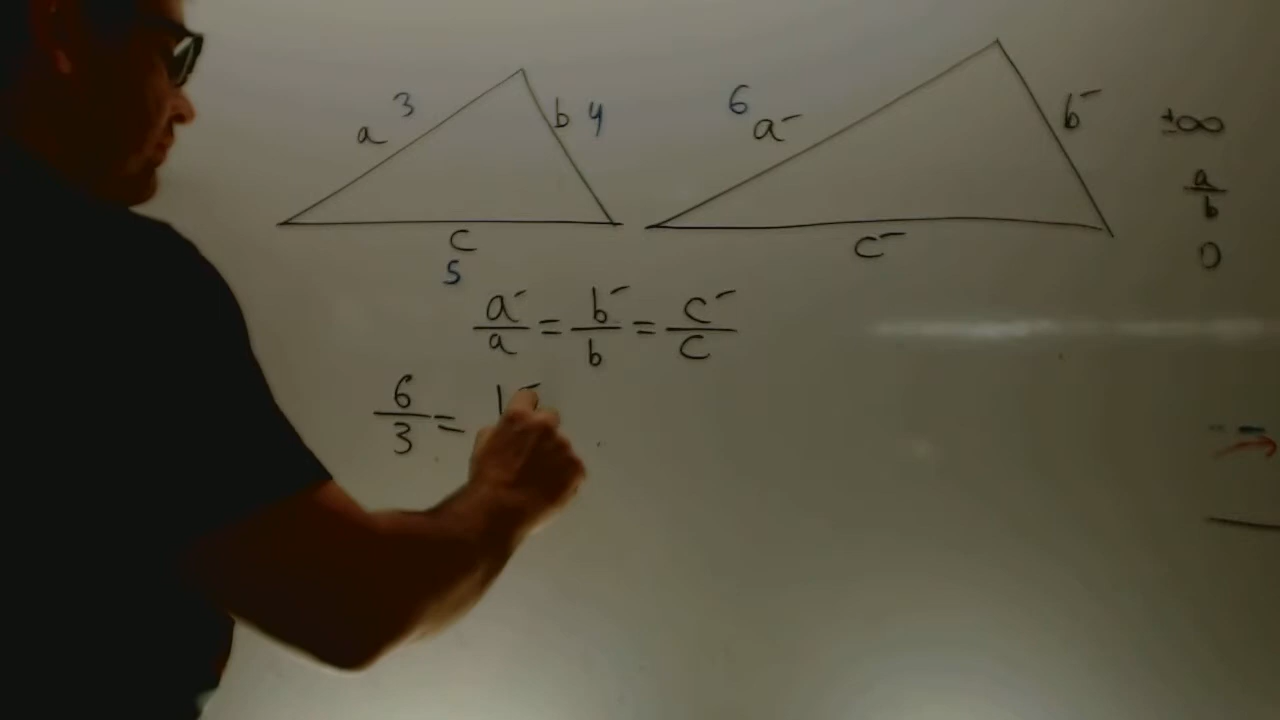 a 3 b 4
c
5
6 a⁻ b⁻
c⁻
a⁻/a = b⁻/b = c⁻/c
6/3 =
±∞
a/b
0